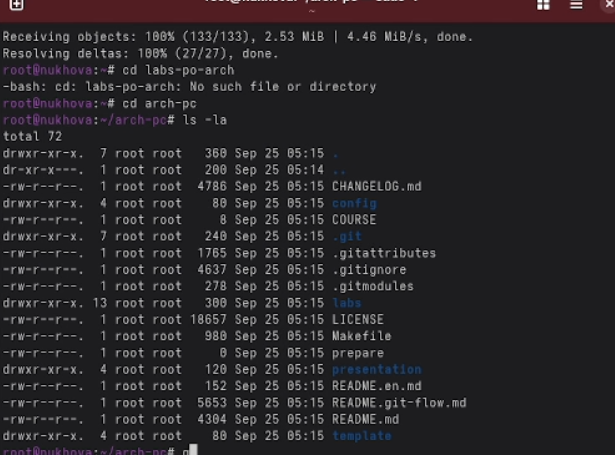 Receiving objects: 100% (133/133), 2.53 MiB | 4.46 MiB/s, done.
Resolving deltas: 100% (27/27), done.
root@nukhova:~# cd labs-po-arch
-bash: cd: labs-po-arch: No such file or directory
root@nukhova:~# cd arch-pc
root@nukhova:~/arch-pc# ls -la
total 72
drwxr-xr-x.  7 root root   360 Sep 25 05:15 .
dr-xr-x---.  1 root root   200 Sep 25 05:14 ..
-rw-r--r--.  1 root root  4786 Sep 25 05:15 CHANGELOG.md
drwxr-xr-x.  4 root root    80 Sep 25 05:15 config
-rw-r--r--.  1 root root     8 Sep 25 05:15 COURSE
drwxr-xr-x.  7 root root   240 Sep 25 05:15 .git
-rw-r--r--.  1 root root  1765 Sep 25 05:15 .gitattributes
-rw-r--r--.  1 root root  4637 Sep 25 05:15 .gitignore
-rw-r--r--.  1 root root   278 Sep 25 05:15 .gitmodules
drwxr-xr-x. 13 root root   300 Sep 25 05:15 labs
-rw-r--r--.  1 root root 18657 Sep 25 05:15 LICENSE
-rw-r--r--.  1 root root   980 Sep 25 05:15 Makefile
-rw-r--r--.  1 root root     0 Sep 25 05:15 prepare
drwxr-xr-x.  4 root root   120 Sep 25 05:15 presentation
-rw-r--r--.  1 root root   152 Sep 25 05:15 README.en.md
-rw-r--r--.  1 root root  5653 Sep 25 05:15 README.git-flow.md
-rw-r--r--.  1 root root  4304 Sep 25 05:15 README.md
drwxr-xr-x.  4 root root    80 Sep 25 05:15 template
root@nukhova:~/arch-pc#